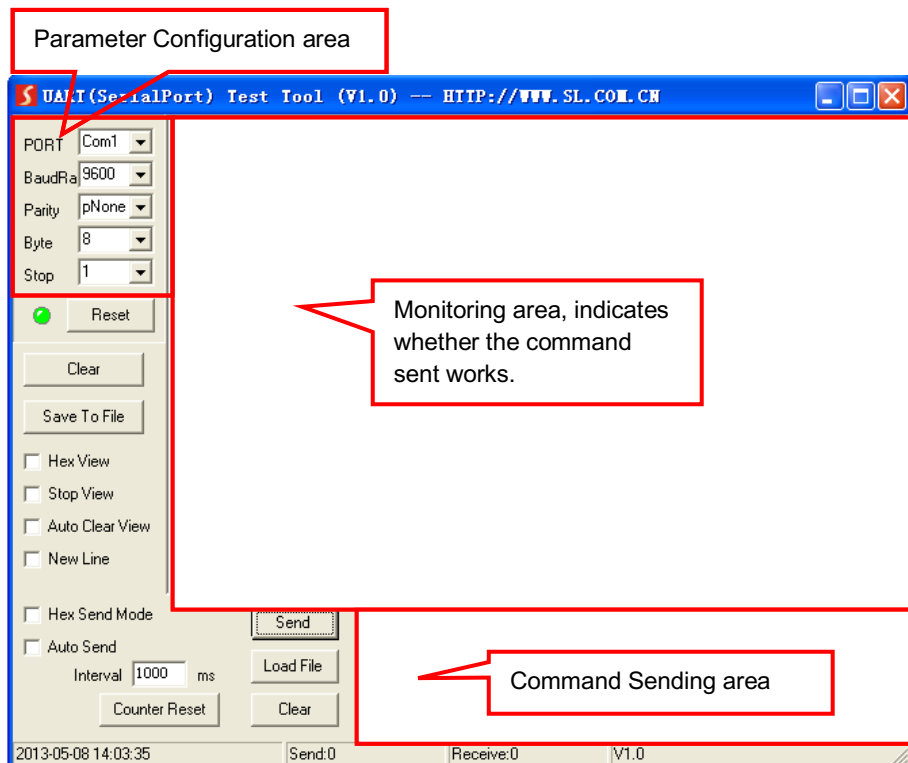 Parameter Configuration area
UART(SerialPort) Test Tool (V1.0) -- HTTP://WWW.SL.COM.CN
PORT Com1
BaudRa 9600
Parity pNone
Byte 8
Stop 1
Reset
Clear
Save To File
Hex View
Stop View
Auto Clear View
New Line
Monitoring area, indicates
whether the command
sent works.
Hex Send Mode
Send
Auto Send
Interval 1000 ms
Load File
Counter Reset
Clear
Command Sending area
2013-05-08 14:03:35 Send:0 Receive:0 V1.0